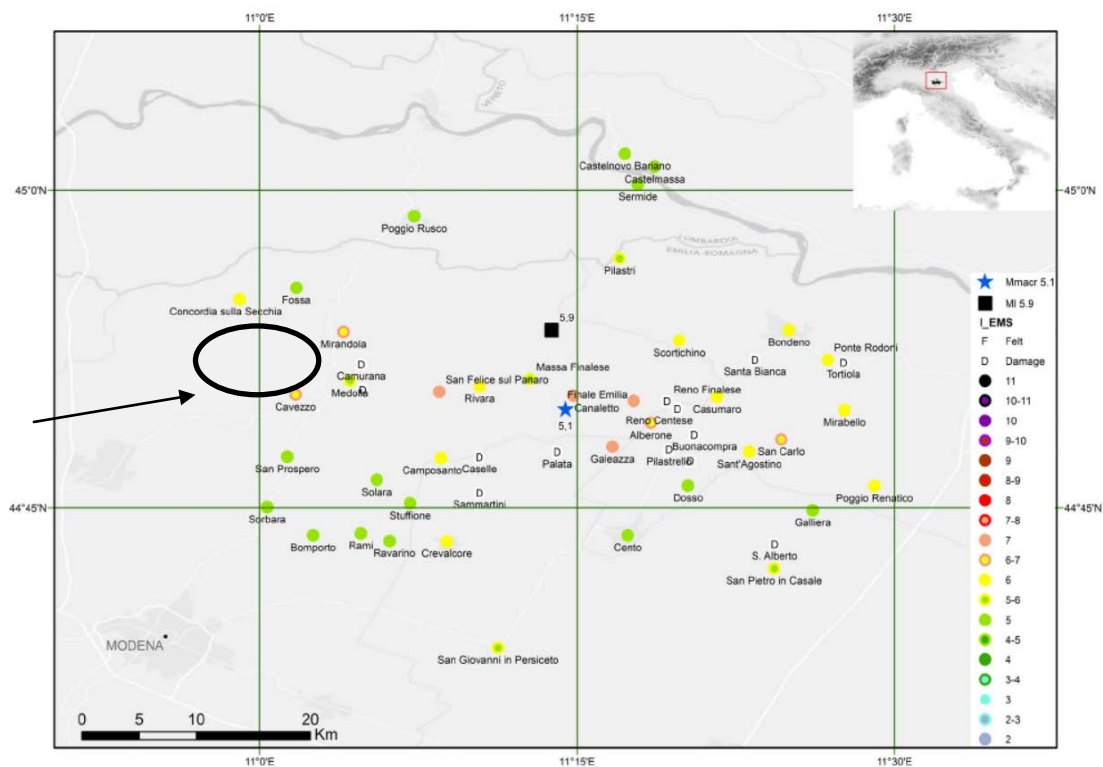 11°0'E
11°15'E
11°30'E
VENETO
Castelnovo Bariano
Castelmassa
45°0'N
45°0'N
Sermide
Poggio Rusco
LOMBARDIA
EMILIA-ROMAGNA
Pilastri
Fossa
Concordia sulla Secchia
5,9
Mirandola
Bondeno
Scortichino
Ponte Rodoni
D
D
D
Camurana
Massa Finalese
Santa Bianca
Tortiola
San Felice sul Panaro
Reno Finalese
Medolla
D
Rivara
Finale Emilia
D
Casumaro
Cavezzo
Canaletto
D
5,1
Reno Centese
Mirabello
Alberone
D
Buonacompra
San Carlo
D
D
D
San Prospero
Camposanto
Caselle
Palata
Galeazza
Pilastrello
D
Sant'Agostino
Solara
D
Dosso
Poggio Renatico
Sammartini
44°45'N
44°45'N
Sorbara
Stuffione
Galliera
Bomporto
Rami
Ravarino
Crevalcore
Cento
D
S. Alberto
San Pietro in Casale
MODENA
San Giovanni in Persiceto
0 5 10 20
Km
11°0'E
11°15'E
11°30'E
Mmacr 5.1
Ml 5.9
I_EMS
F Felt
D Damage
11
10-11
10
9-10
9
8-9
8
7-8
7
6-7
6
5-6
5
4-5
4
3-4
3
2-3
2